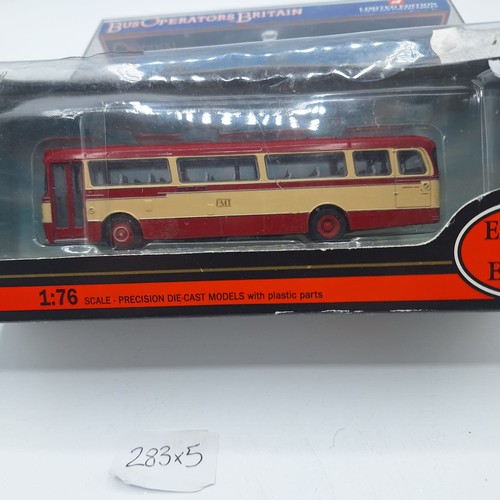 BUS OPERATORS BRITAIN
LIMITED EDITION
1:76 SCALE - PRECISION DIE-CAST MODELS with plastic parts
E
E
283x5